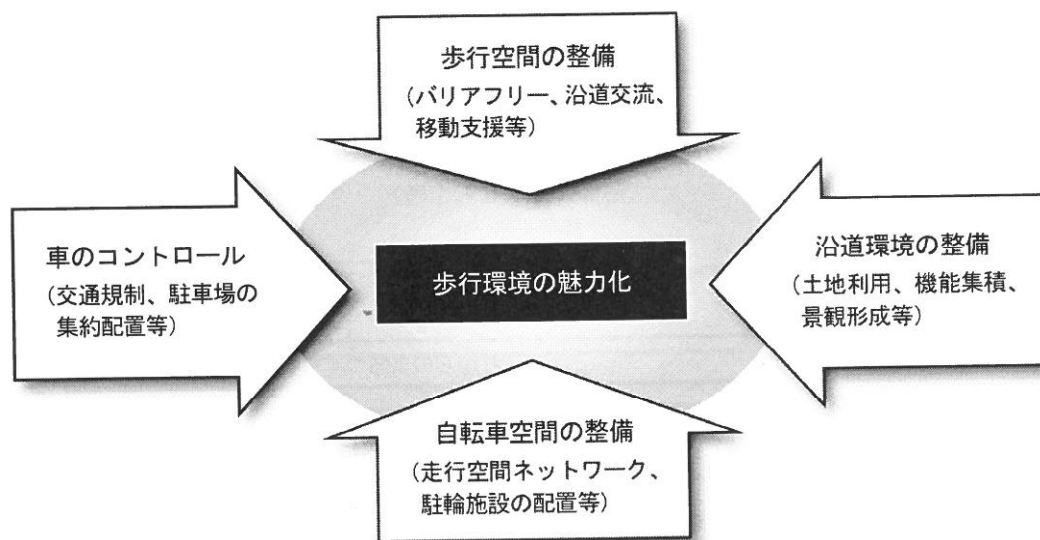 歩行空間の整備
（バリアフリー、沿道交流、
移動支援等）
車のコントロール
（交通規制、駐車場の
集約配置等）
歩行環境の魅力化
沿道環境の整備
（土地利用、機能集積、
景観形成等）
自転車空間の整備
（走行空間ネットワーク、
駐輪施設の配置等）